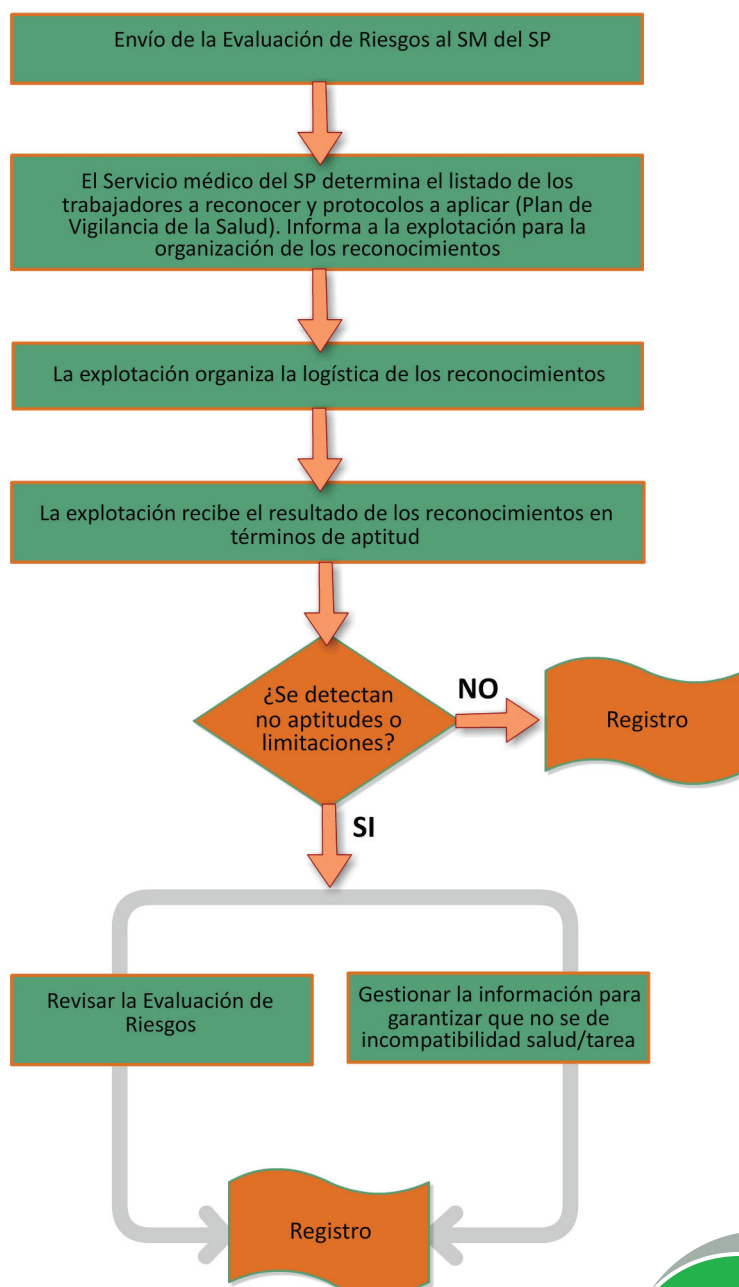 Envío de la Evaluación de Riesgos al SM del SP
El Servicio médico del SP determina el listado de los
trabajadores a reconocer y protocolos a aplicar (Plan de
Vigilancia de la Salud). Informa a la explotación para la
organización de los reconocimientos
La explotación organiza la logística de los reconocimientos
La explotación recibe el resultado de los reconocimientos en
términos de aptitud
¿Se detectan
no aptitudes o
limitaciones?
NO
Registro
SI
Revisar la Evaluación de
Riesgos
Gestionar la información para
garantizar que no se de
incompatibilidad salud/tarea
Registro